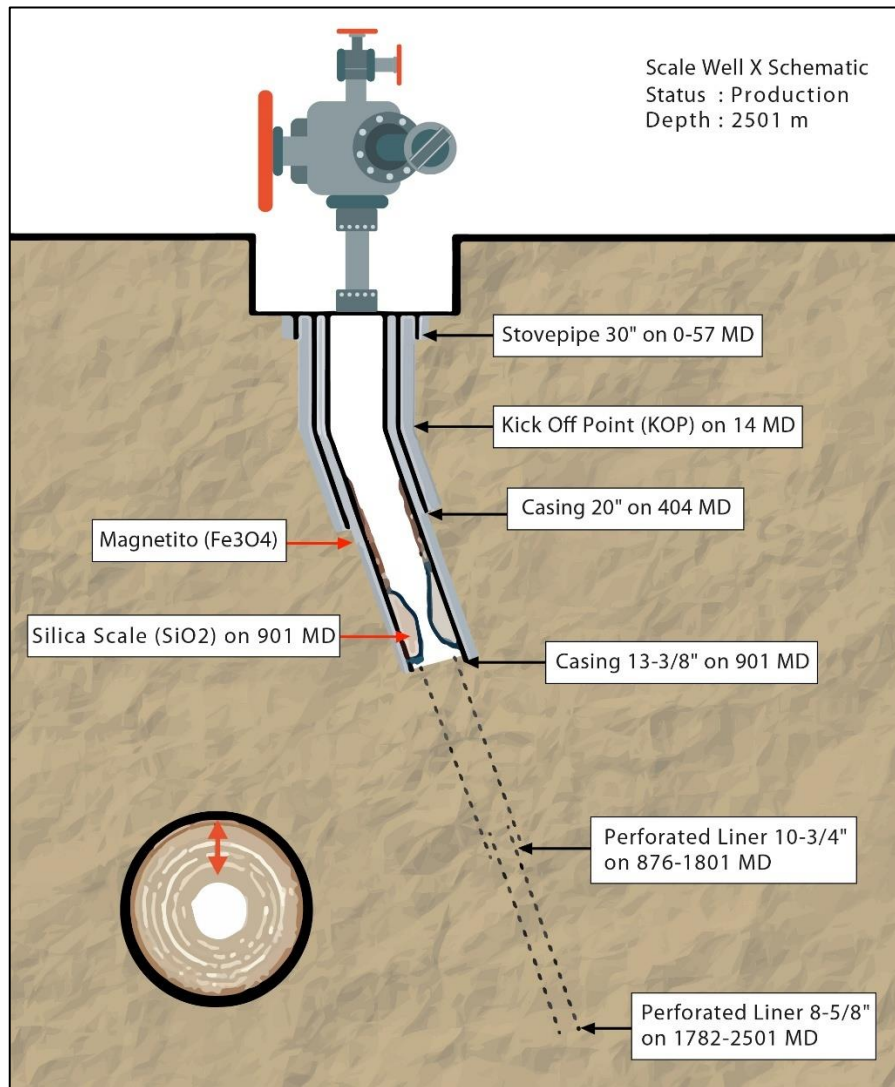 Scale Well X Schematic
Status : Production
Depth : 2501 m
Stovepipe 30" on 0-57 MD
Kick Off Point (KOP) on 14 MD
Casing 20" on 404 MD
Magnetito (Fe3O4)
Silica Scale (SiO2) on 901 MD
Casing 13-3/8" on 901 MD
Perforated Liner 10-3/4"
on 876-1801 MD
Perforated Liner 8-5/8"
on 1782-2501 MD